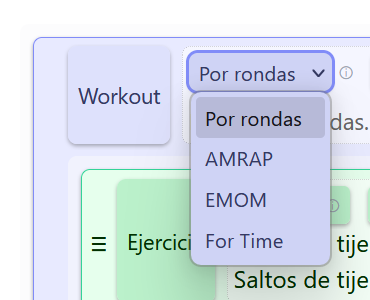 Workout
Por rondas
Por rondas
das.
AMRAP
EMOM
For Time
Ejercici
tije
Saltos de tije